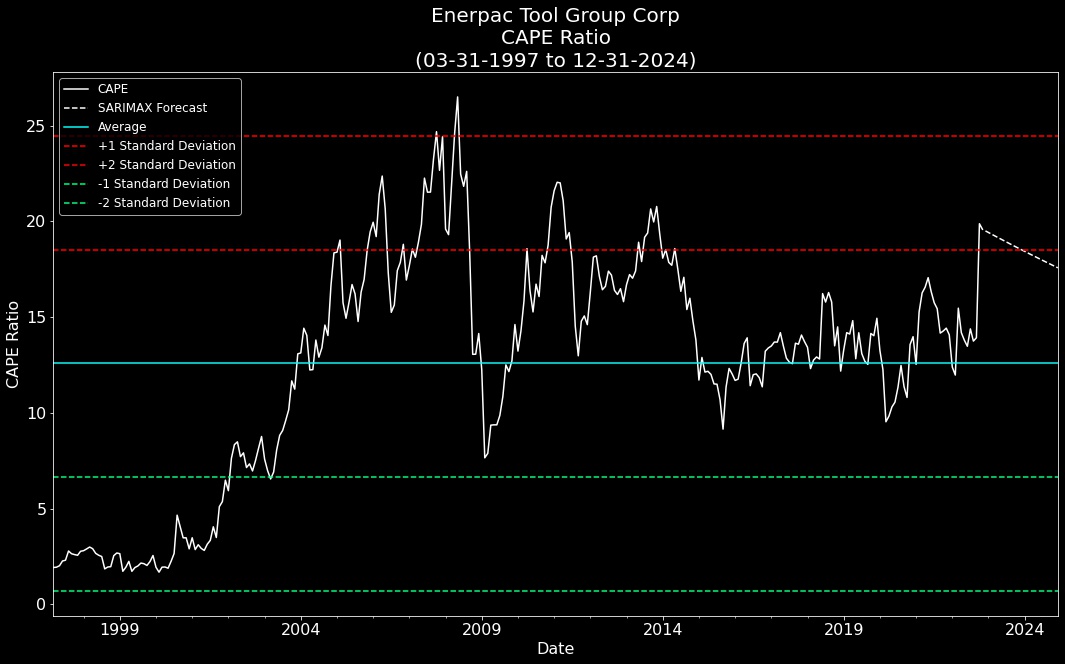 Enerpac Tool Group Corp
CAPE Ratio
(03-31-1997 to 12-31-2024)
CAPE
SARIMAX Forecast
Average
+1 Standard Deviation
+2 Standard Deviation
-1 Standard Deviation
-2 Standard Deviation
CAPE Ratio
25
20
15
10
5
0
1999
2004
2009
2014
2019
2024
Date